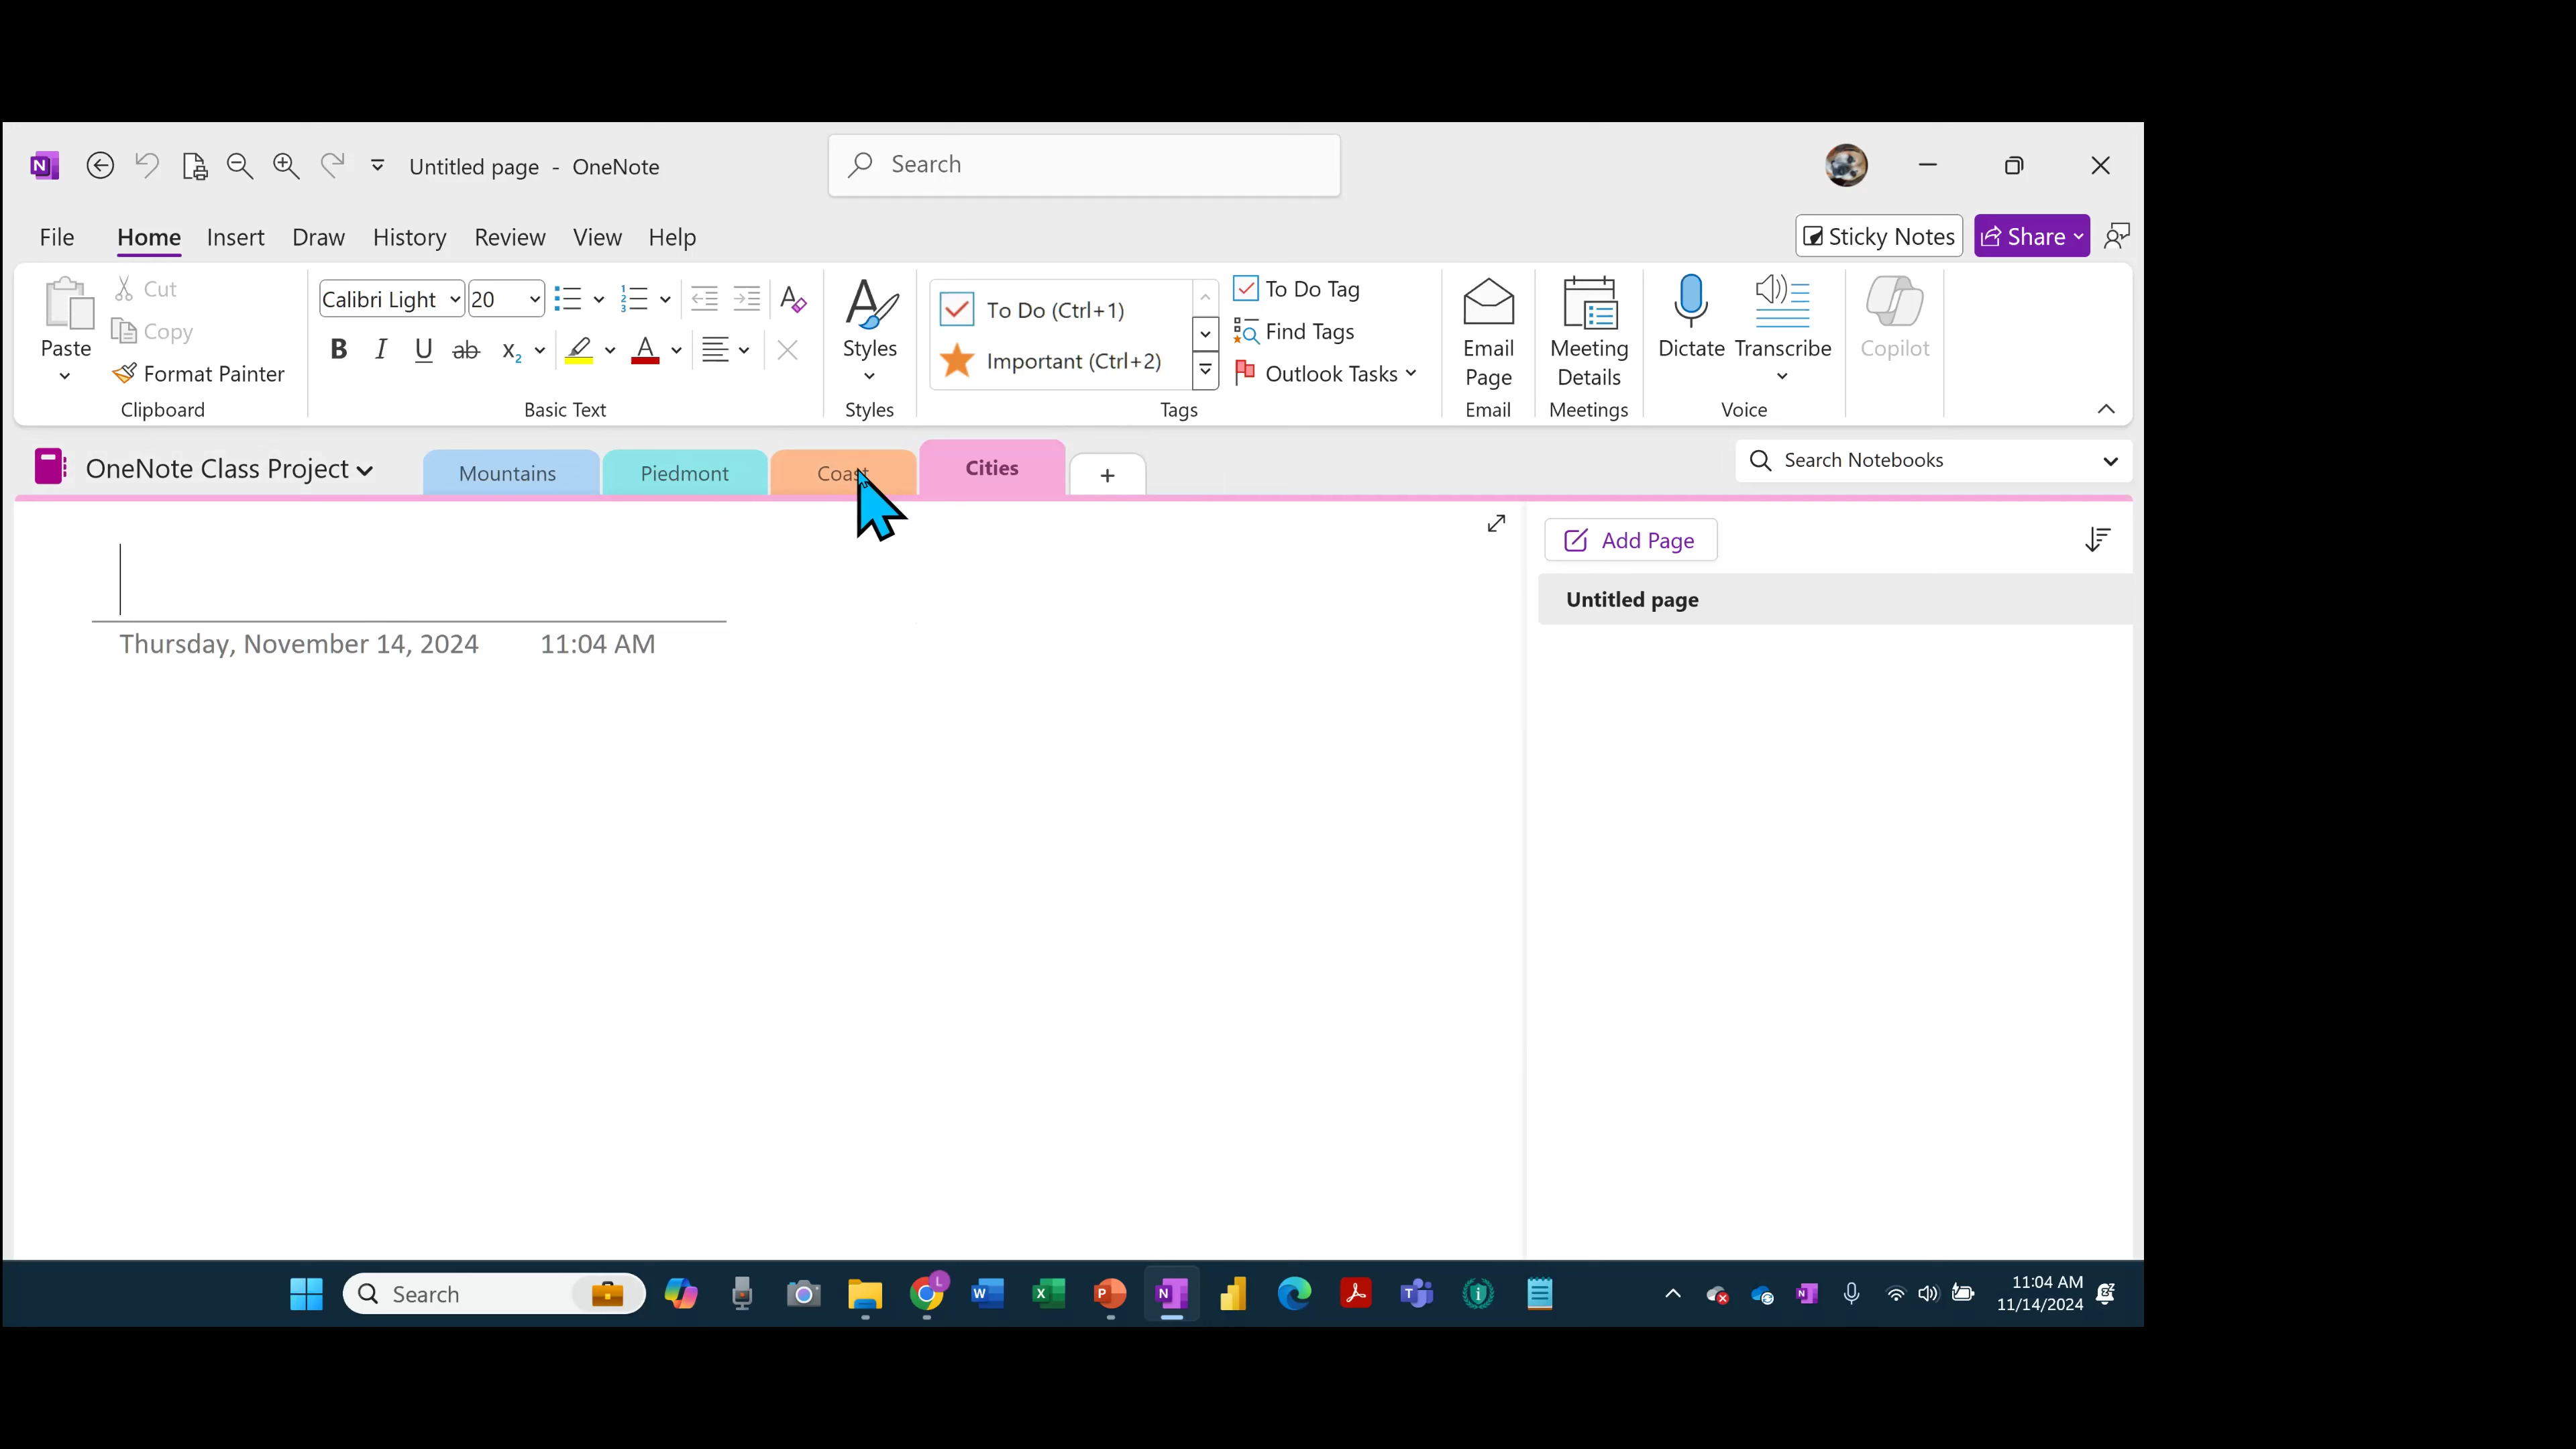 Untitled page - OneNote
Search
File Home Insert Draw History Review View Help
Sticky Notes
Share
Paste
Cut
Copy
Format Painter
Clipboard
Calibri Light 20
Basic Text
Styles
Styles
To Do (Ctrl+1)
Important (Ctrl+2)
To Do Tag
Find Tags
Outlook Tasks
Tags
Email
Page
Email
Meeting
Details
Meetings
Dictate
Transcribe
Voice
Copilot
OneNote Class Project
Mountains
Piedmont
Coast
Cities
+
Search Notebooks
Add Page
Untitled page
Thursday, November 14, 2024 11:04 AM
Search
11:04 AM
11/14/2024